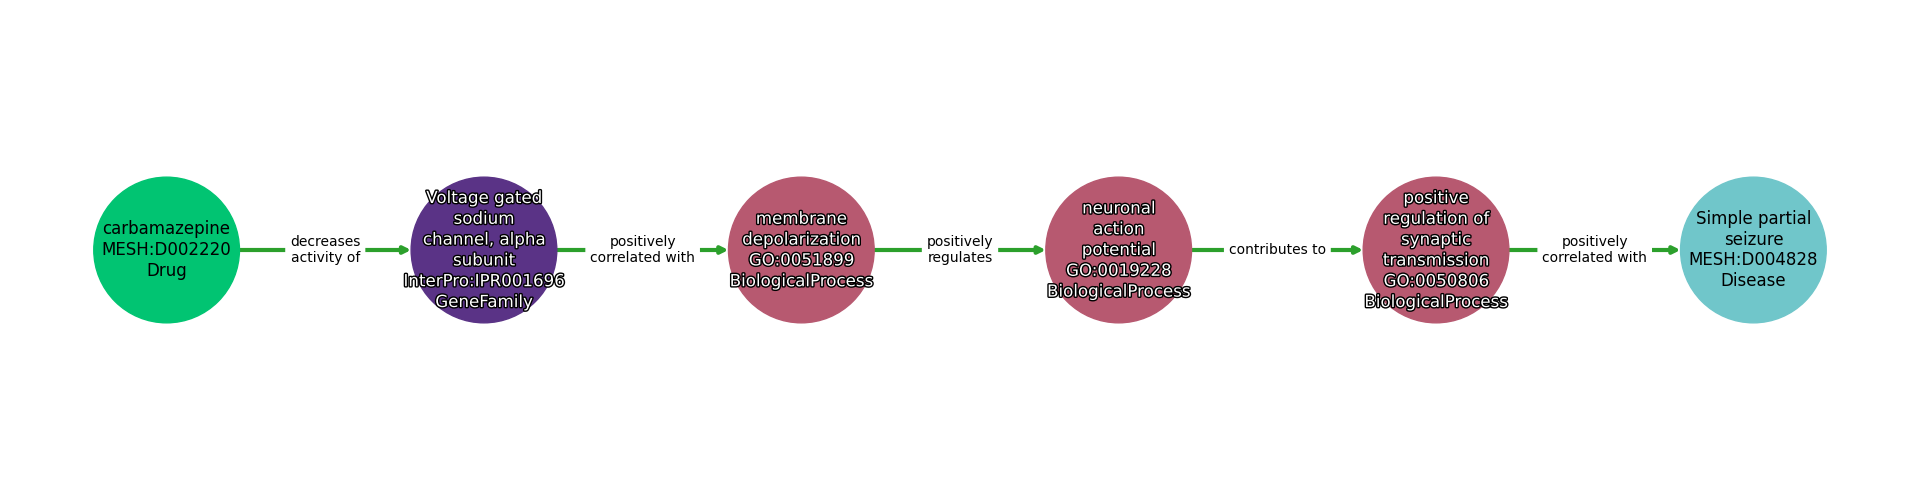 carbamazepine
MESH:D002220
Drug
decreases
activity of
Voltage gated
sodium
channel, alpha
subunit
InterPro:IPR001696
GeneFamily
positively
correlated with
membrane
depolarization
GO:0051899
BiologicalProcess
positively
regulates
neuronal
action
potential
GO:0019228
BiologicalProcess
contributes to
positive
regulation of
synaptic
transmission
GO:0050806
BiologicalProcess
positively
correlated with
Simple partial
seizure
MESH:D004828
Disease